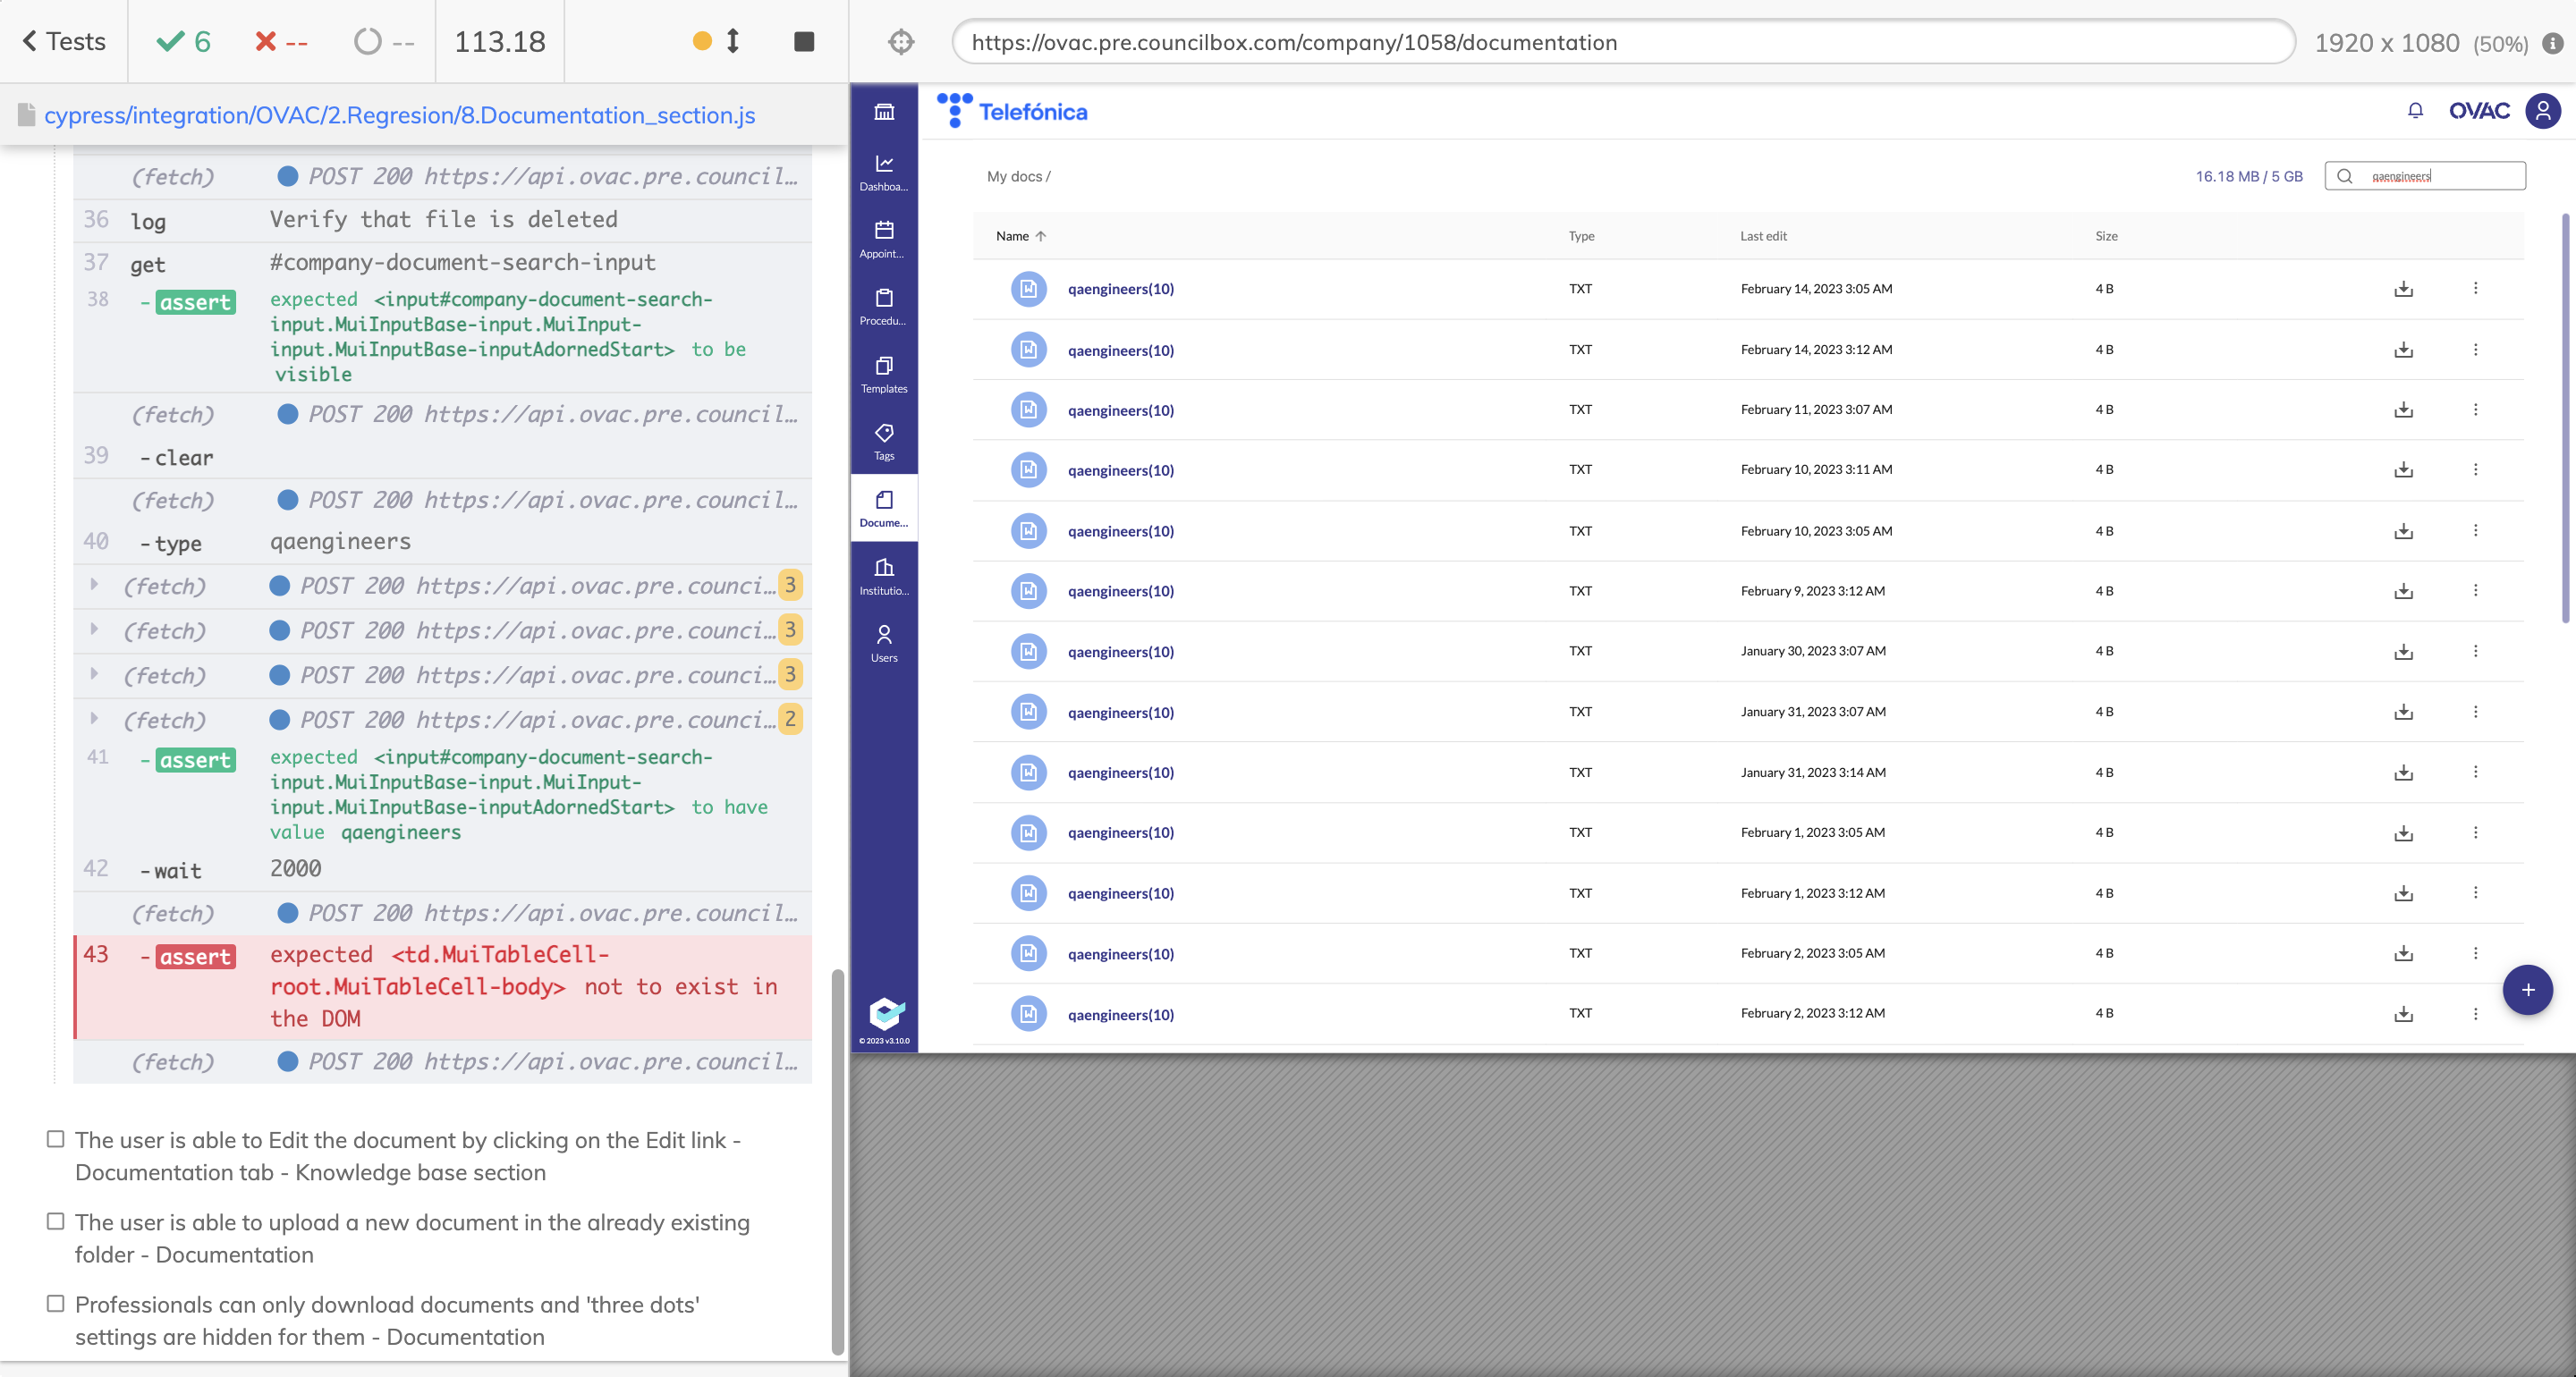 Tests
6
--
--
113.18
https://ovac.pre.councilbox.com/company/1058/documentation
1920 x 1080 (50%)
cypress/integration/OVAC/2.Regresion/8.Documentation_section.js
(fetch) POST 200 https://api.ovac.pre.council…
36 log Verify that file is deleted
37 get #company-document-search-input
38 -assert expected <input#company-document-search-
input.MuiInputBase-input.MuiInput-
input.MuiInputBase-inputAdornedStart> to be
visible
(fetch) POST 200 https://api.ovac.pre.council…
39 -clear
(fetch) POST 200 https://api.ovac.pre.council…
40 -type qaengineers
(fetch) POST 200 https://api.ovac.pre.counci… 3
(fetch) POST 200 https://api.ovac.pre.counci… 3
(fetch) POST 200 https://api.ovac.pre.counci… 3
(fetch) POST 200 https://api.ovac.pre.counci… 2
41 -assert expected <input#company-document-search-
input.MuiInputBase-input.MuiInput-
input.MuiInputBase-inputAdornedStart> to have
value qaengineers
42 -wait 2000
(fetch) POST 200 https://api.ovac.pre.council…
43 -assert expected <td.MuiTableCell-
root.MuiTableCell-body> not to exist in
the DOM
(fetch) POST 200 https://api.ovac.pre.council…
The user is able to Edit the document by clicking on the Edit link -
Documentation tab - Knowledge base section
The user is able to upload a new document in the already existing
folder - Documentation
Professionals can only download documents and 'three dots'
settings are hidden for them - Documentation
Dashboa...
Appoint...
Procedu...
Templates
Tags
Docume...
Institutio...
Users
© 2023 v3.10.0
Telefónica
OVAC
My docs /
16.18 MB / 5 GB
qaengineers
Name Type Last edit Size
qaengineers(10) TXT February 14, 2023 3:05 AM 4 B
qaengineers(10) TXT February 14, 2023 3:12 AM 4 B
qaengineers(10) TXT February 11, 2023 3:07 AM 4 B
qaengineers(10) TXT February 10, 2023 3:11 AM 4 B
qaengineers(10) TXT February 10, 2023 3:05 AM 4 B
qaengineers(10) TXT February 9, 2023 3:12 AM 4 B
qaengineers(10) TXT January 30, 2023 3:07 AM 4 B
qaengineers(10) TXT January 31, 2023 3:07 AM 4 B
qaengineers(10) TXT January 31, 2023 3:14 AM 4 B
qaengineers(10) TXT February 1, 2023 3:05 AM 4 B
qaengineers(10) TXT February 1, 2023 3:12 AM 4 B
qaengineers(10) TXT February 2, 2023 3:05 AM 4 B
qaengineers(10) TXT February 2, 2023 3:12 AM 4 B